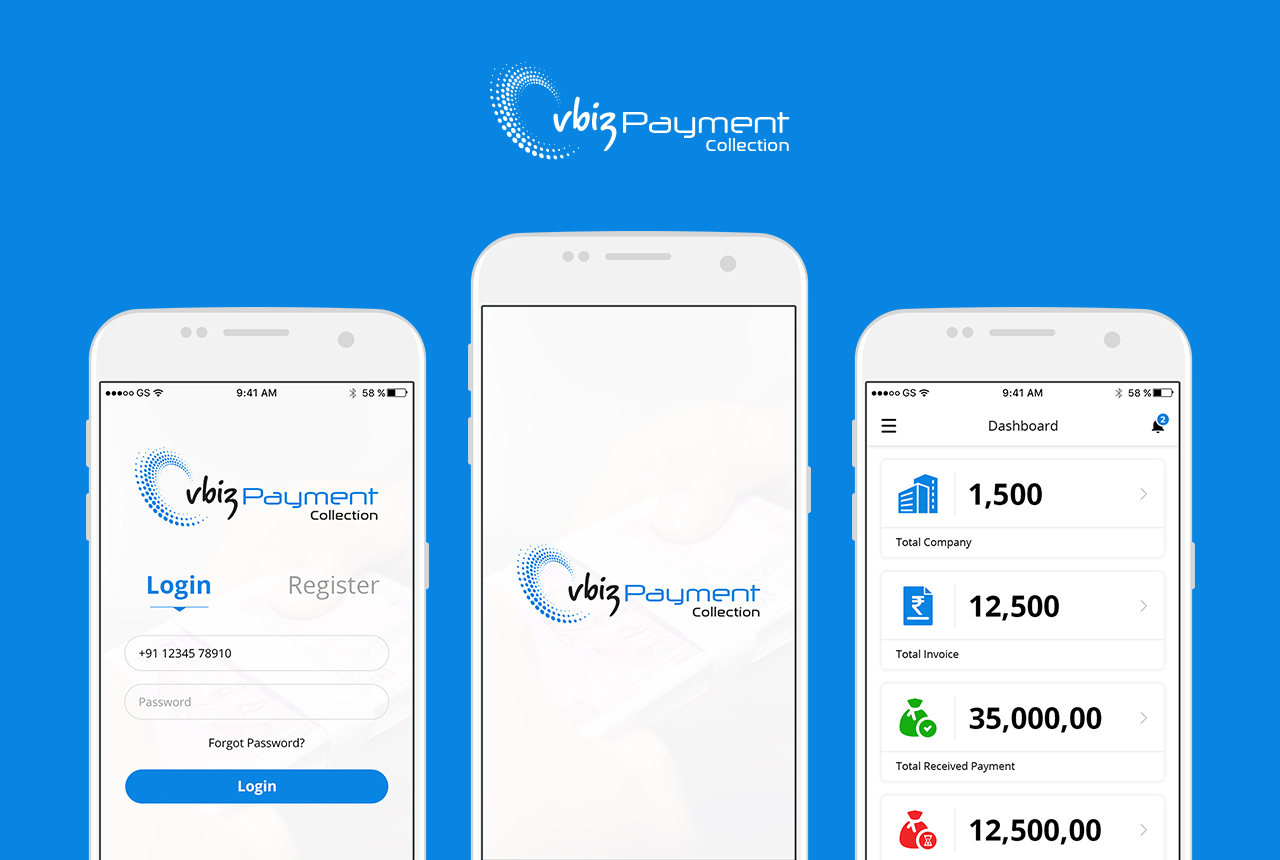 vbiz Payment
Collection
●●●○○ GS 9:41 AM 58 %
vbiz Payment
Collection
Login Register
+91 12345 78910
Password
Forgot Password?
Login
vbiz Payment
Collection
●●●○○ GS 9:41 AM 58 %
Dashboard 2
1,500
Total Company
₹ 12,500
Total Invoice
35,000,00
Total Received Payment
12,500,00